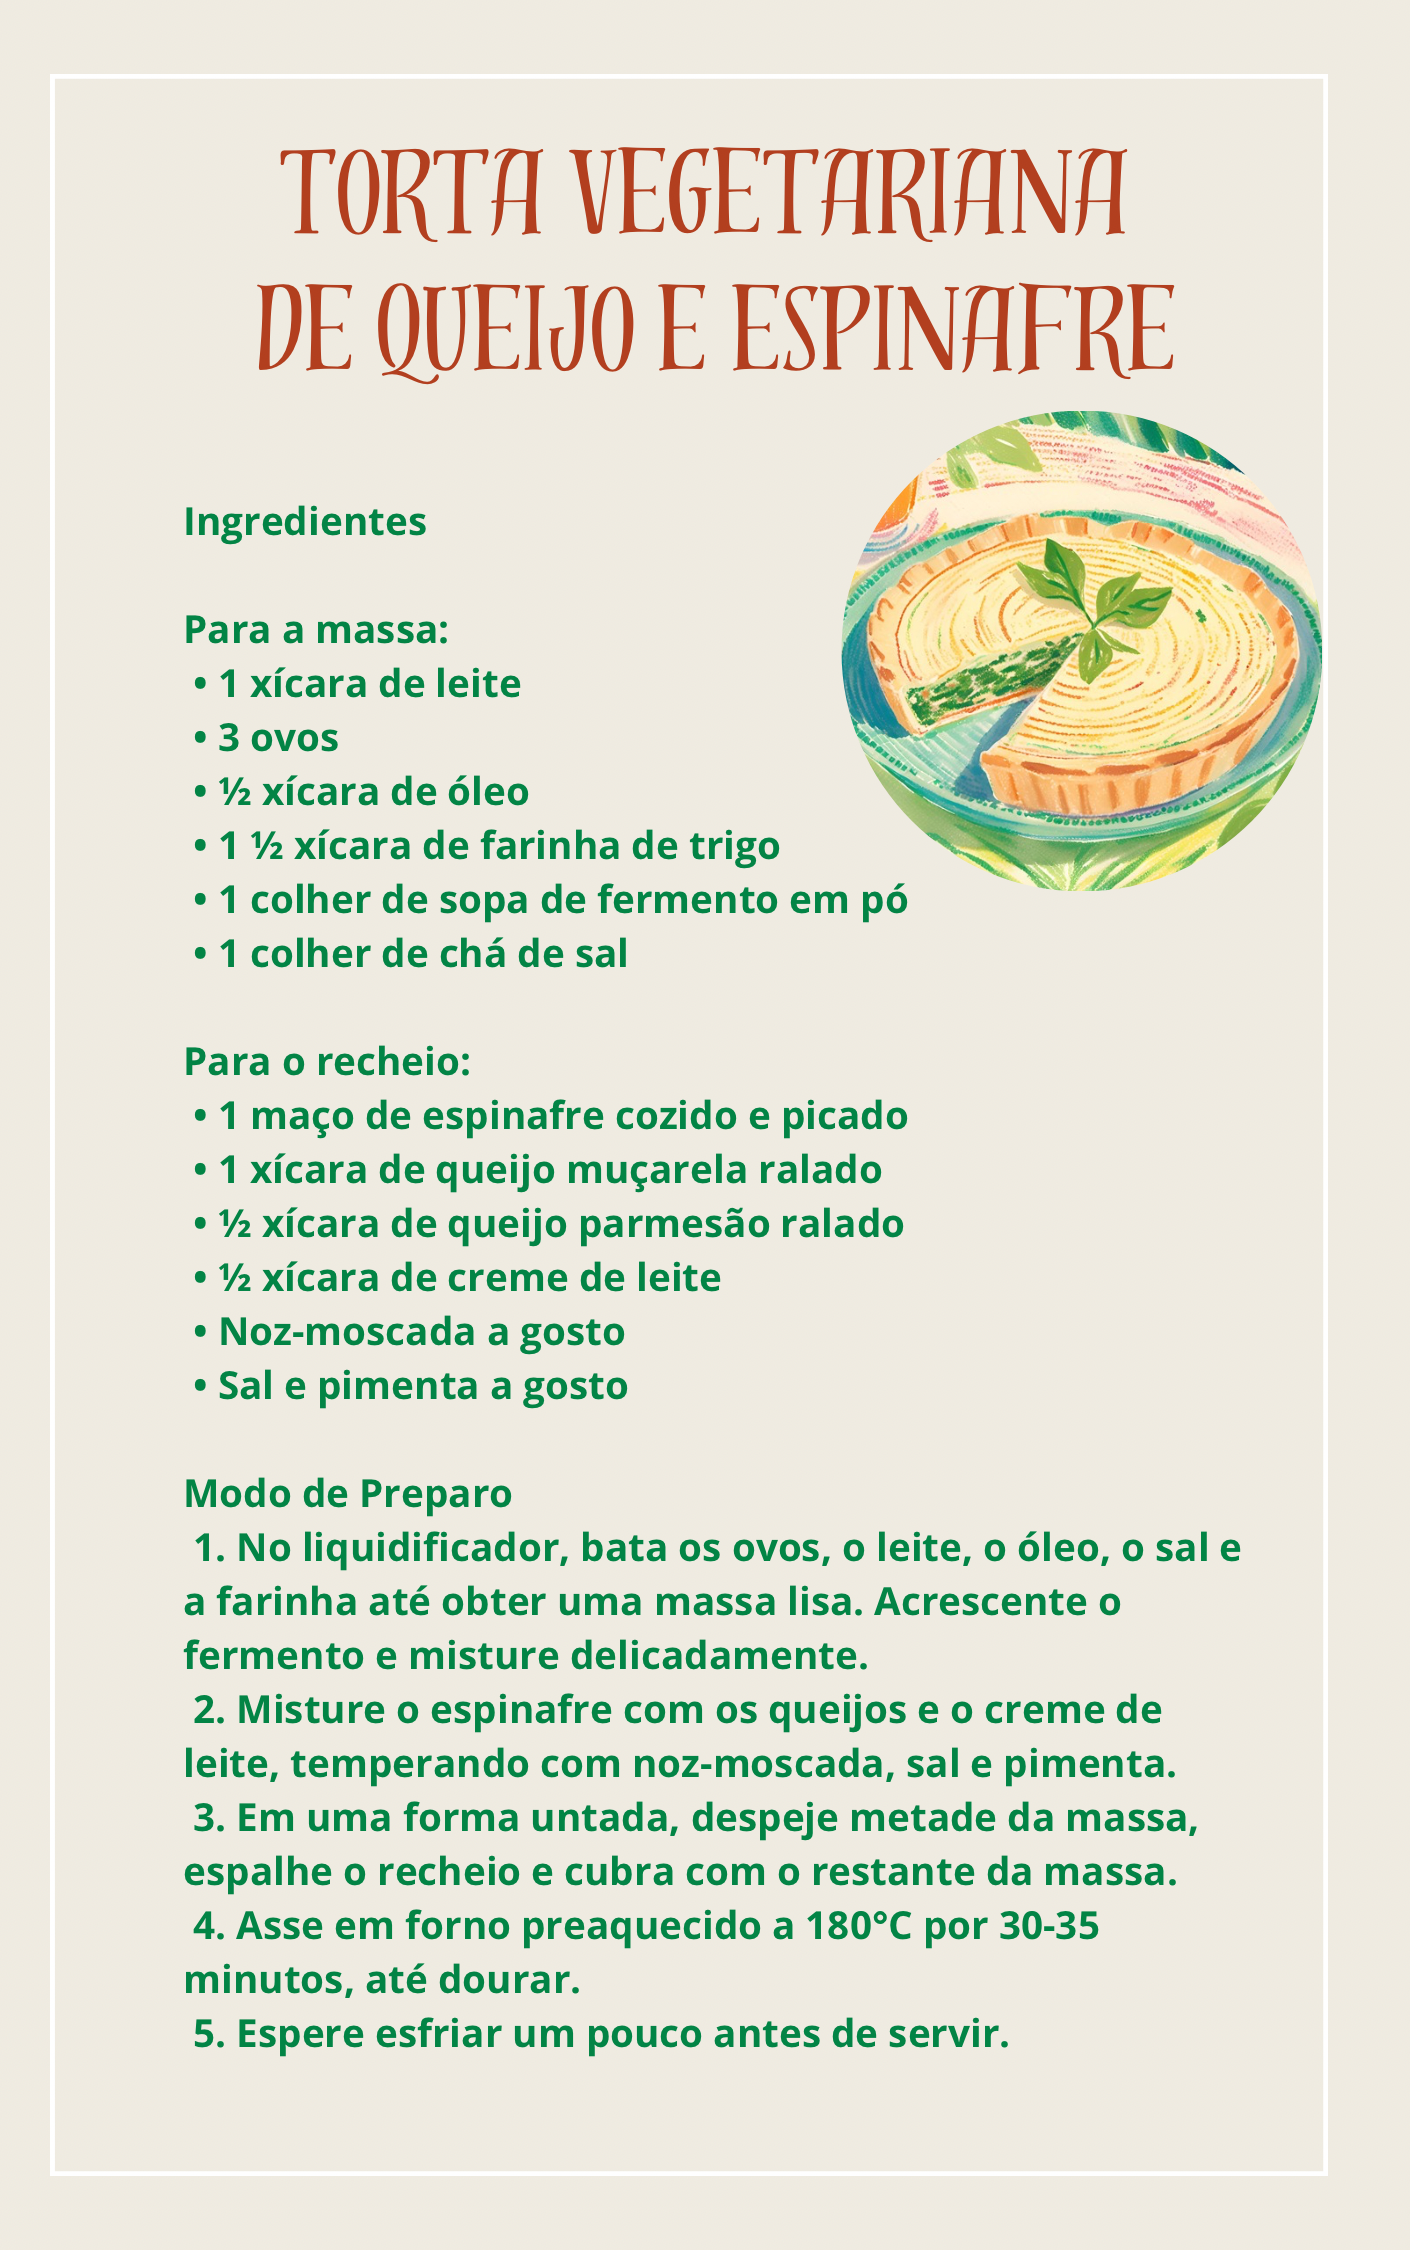 TORTA VEGETARIANA
DE QUEIJO E ESPINAFRE
Ingredientes
Para a massa:
• 1 xícara de leite
• 3 ovos
• ½ xícara de óleo
• 1 ½ xícara de farinha de trigo
• 1 colher de sopa de fermento em pó
• 1 colher de chá de sal
Para o recheio:
• 1 maço de espinafre cozido e picado
• 1 xícara de queijo muçarela ralado
• ½ xícara de queijo parmesão ralado
• ½ xícara de creme de leite
• Noz-moscada a gosto
• Sal e pimenta a gosto
Modo de Preparo
1. No liquidificador, bata os ovos, o leite, o óleo, o sal e
a farinha até obter uma massa lisa. Acrescente o
fermento e misture delicadamente.
2. Misture o espinafre com os queijos e o creme de
leite, temperando com noz-moscada, sal e pimenta.
3. Em uma forma untada, despeje metade da massa,
espalhe o recheio e cubra com o restante da massa.
4. Asse em forno preaquecido a 180°C por 30-35
minutos, até dourar.
5. Espere esfriar um pouco antes de servir.